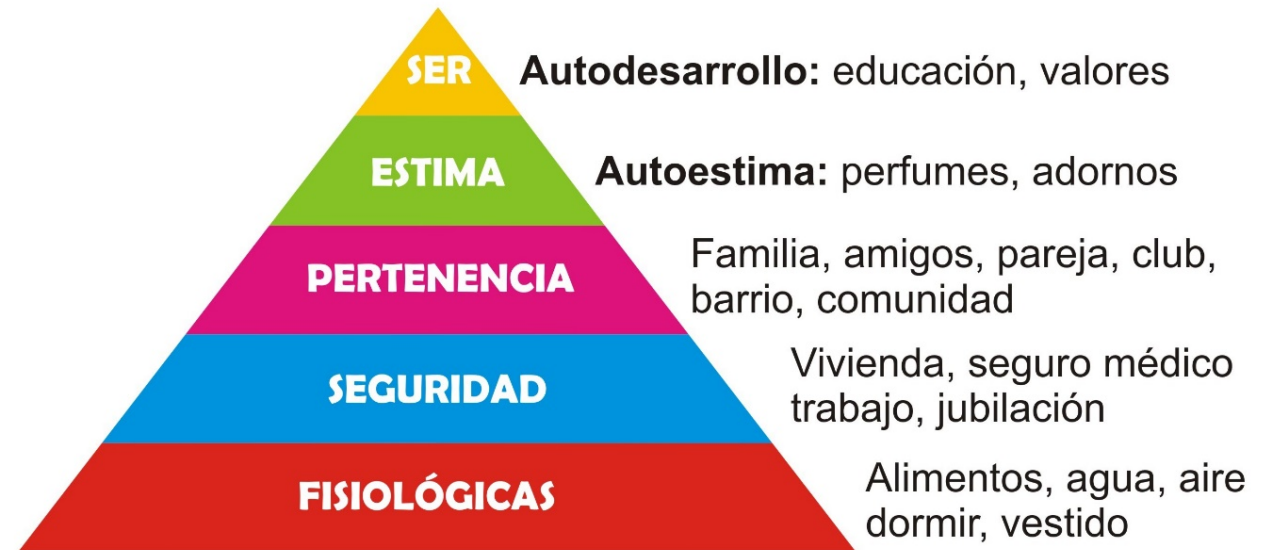 SER
Autodesarrollo: educación, valores
ESTIMA
Autoestima: perfumes, adornos
PERTENENCIA
Familia, amigos, pareja, club,
barrio, comunidad
SEGURIDAD
Vivienda, seguro médico
trabajo, jubilación
FISIOLÓGICAS
Alimentos, agua, aire
dormir, vestido